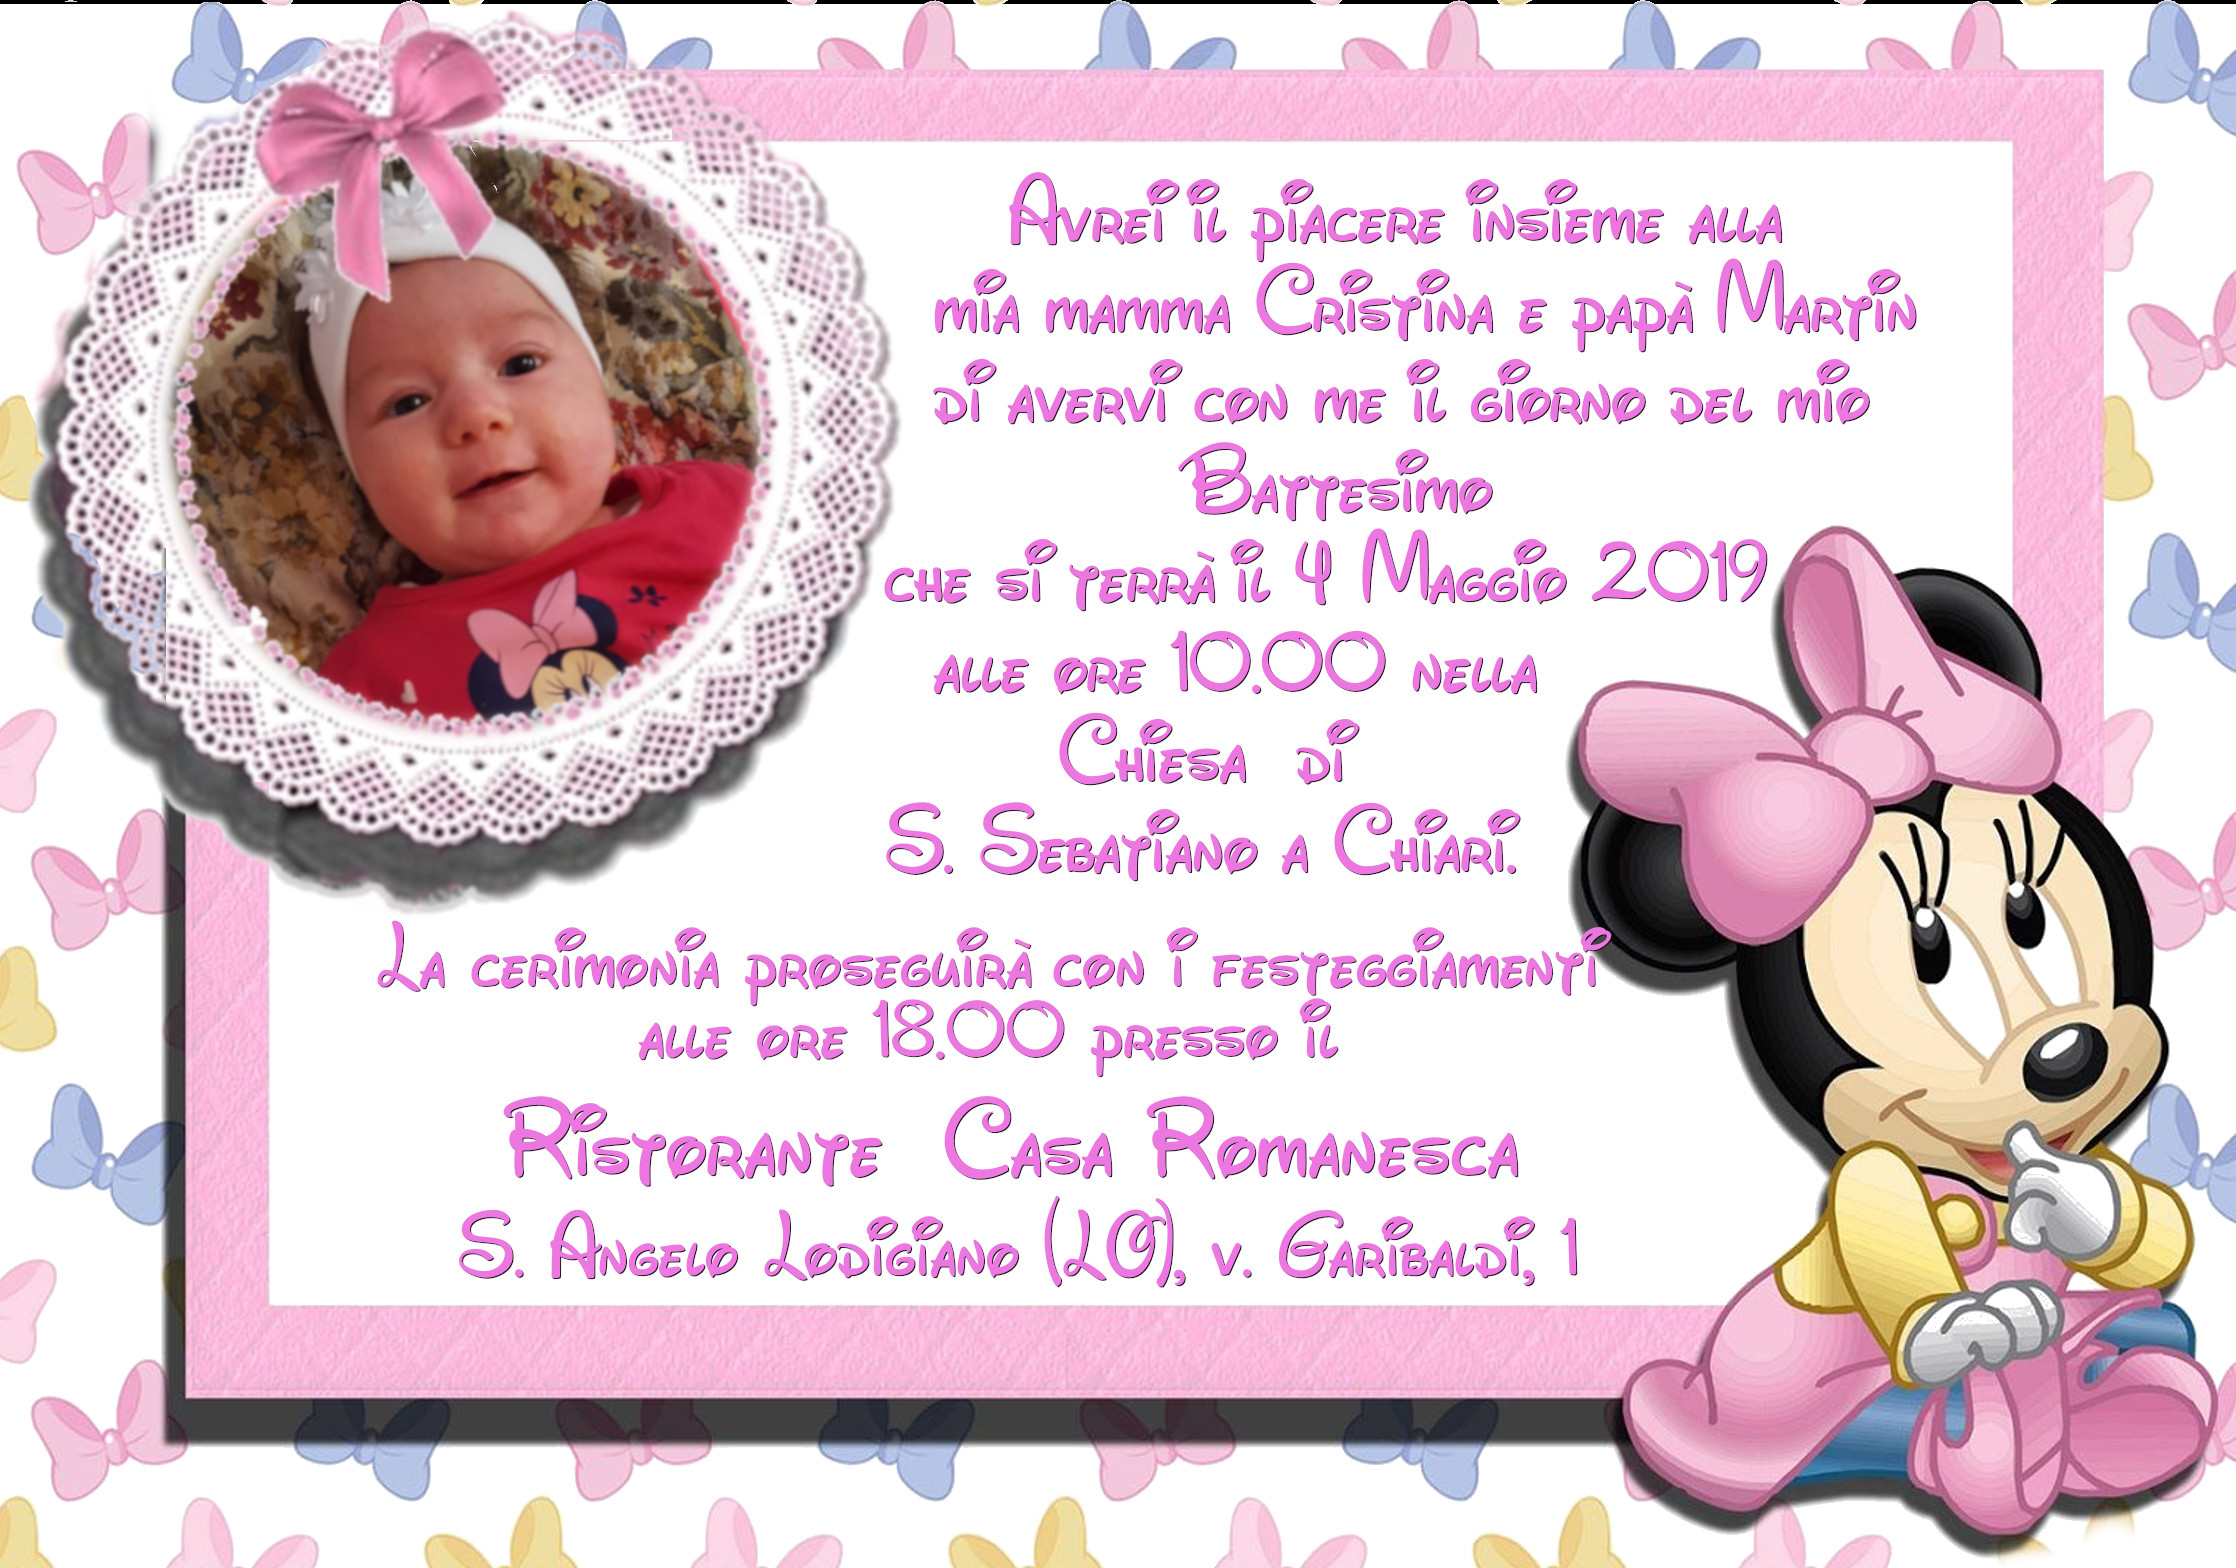 Avrei il piacere insieme alla
mia mamma Cristina e papà Martin
di avervi con me il giorno del mio
Battesimo
che si terrà il 4 Maggio 2019
alle ore 10.00 nella
Chiesa di
S. Sebatiano a Chiari.
La cerimonia proseguirà con i festeggiamenti
alle ore 18.00 presso il
Ristorante Casa Romanesca
S. Angelo Lodigiano (LO), v. Garibaldi, 1